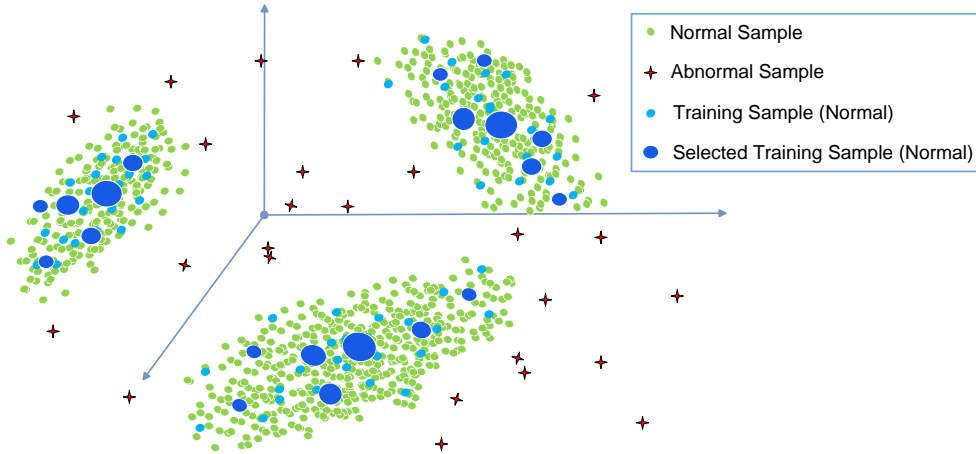 Normal Sample
Abnormal Sample
Training Sample (Normal)
Selected Training Sample (Normal)